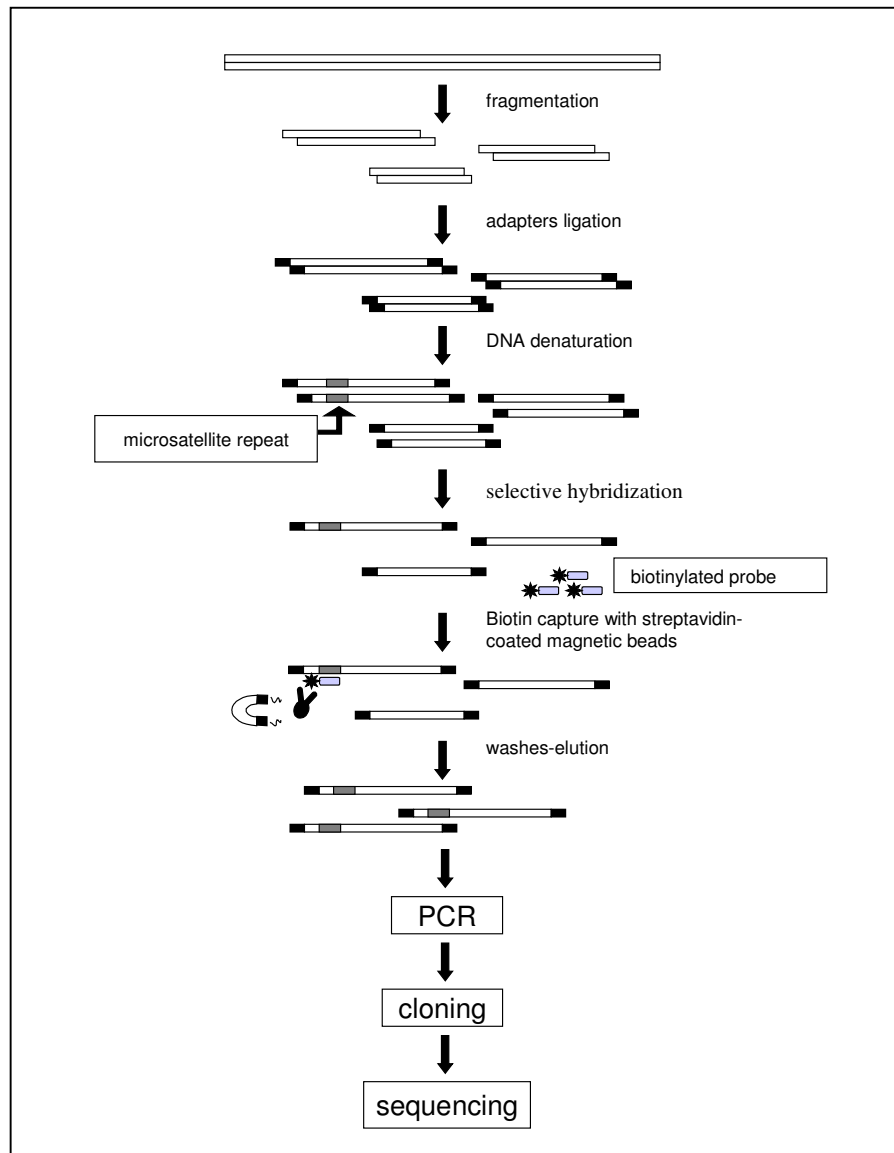 fragmentation
adapters ligation
DNA denaturation
microsatellite repeat
selective hybridization
biotinylated probe
Biotin capture with streptavidin-
coated magnetic beads
washes-elution
PCR
cloning
sequencing